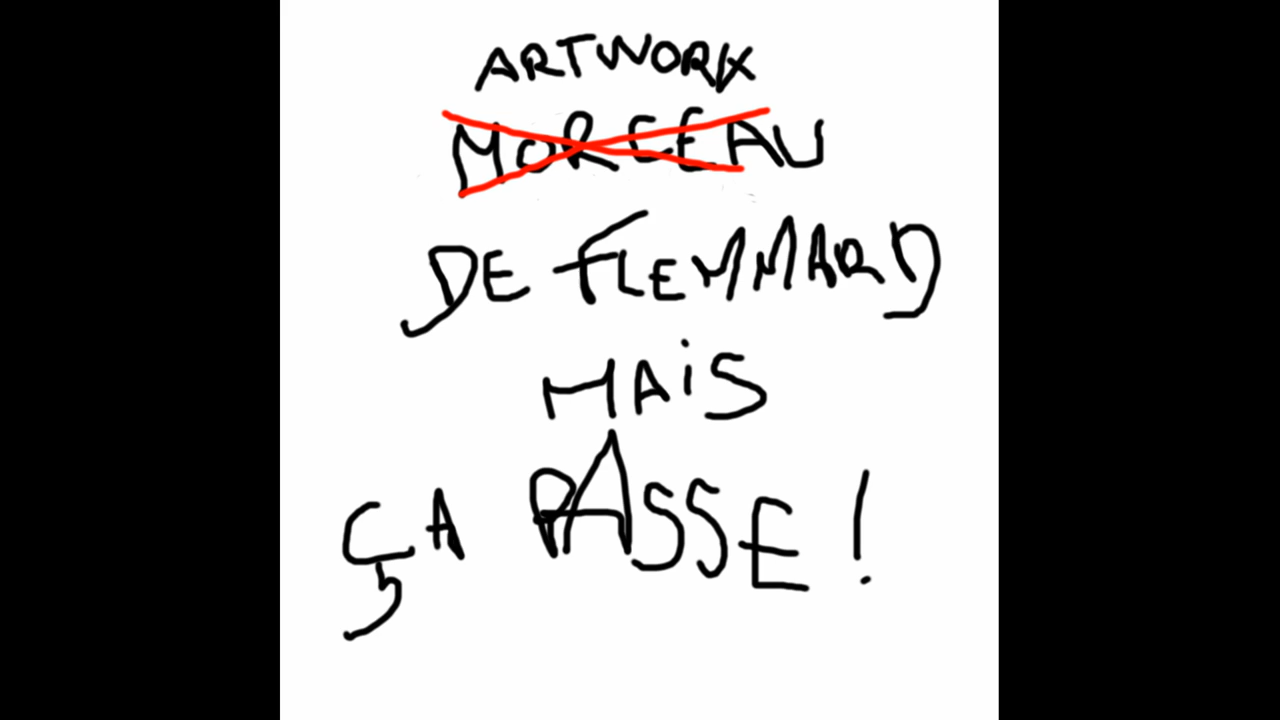 ARTWORK
MORCEAU
DE FLEMMARD
MAiS
ÇA PASSE !